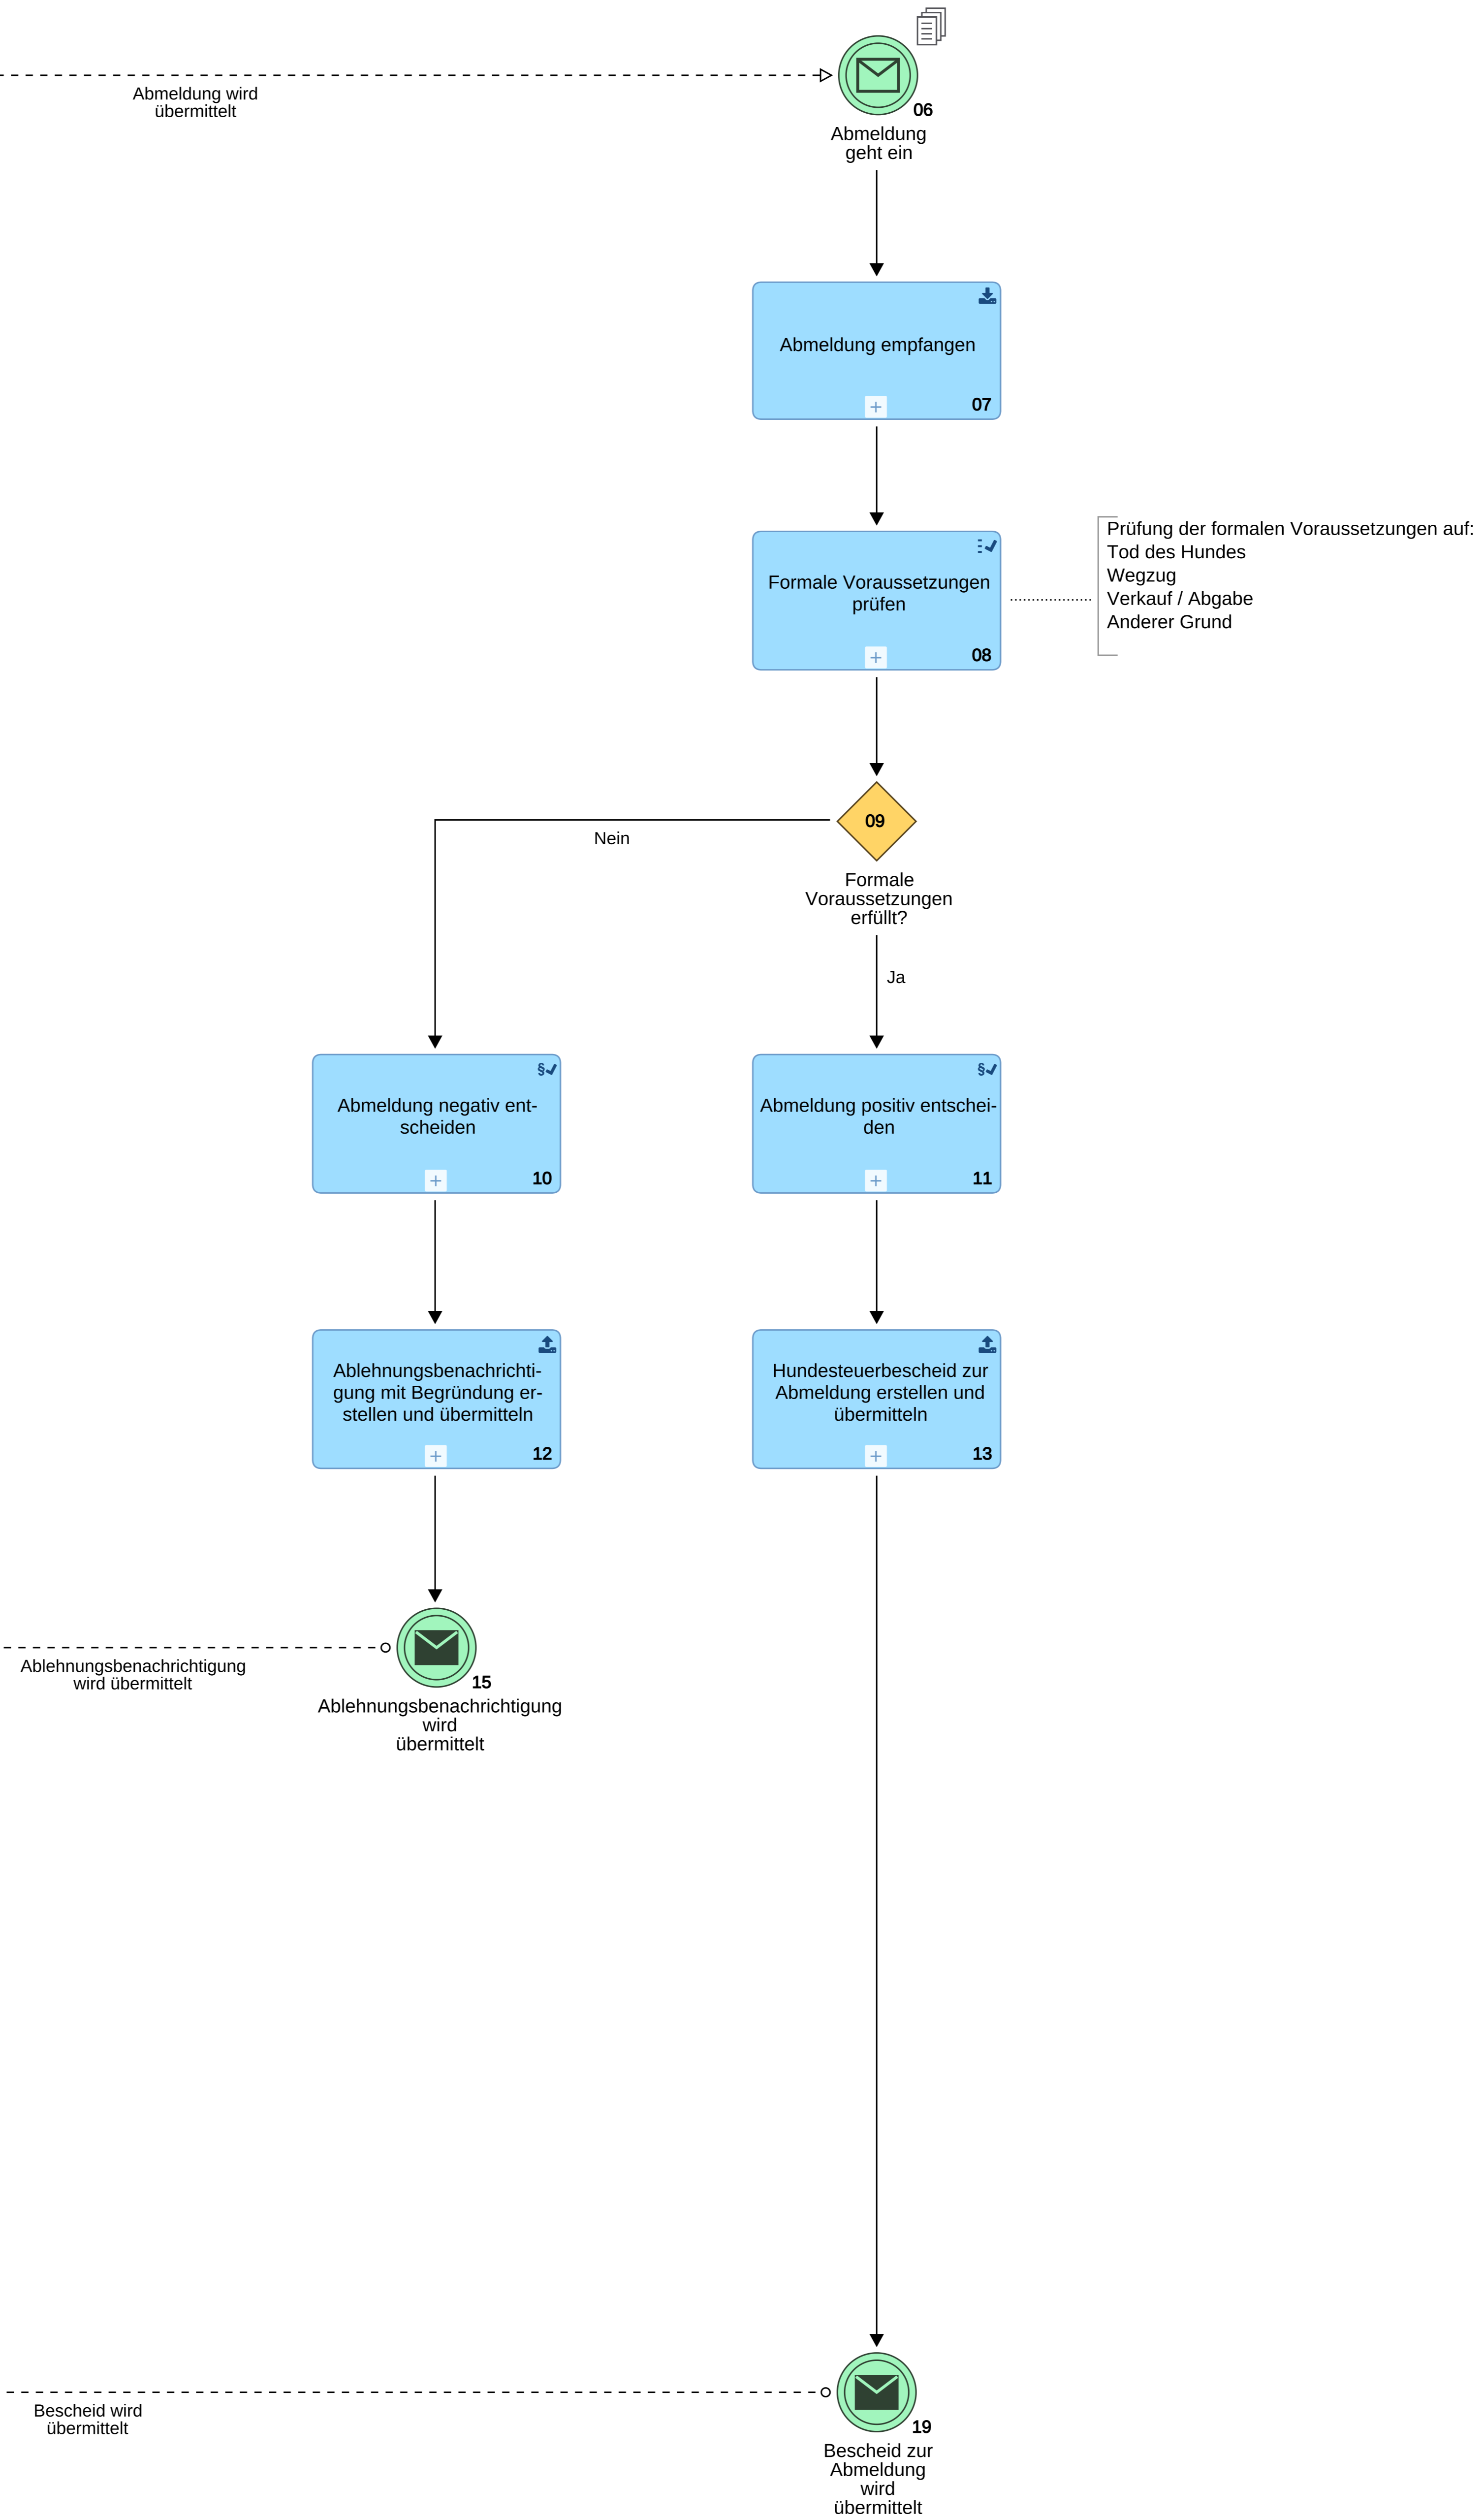 Abmeldung wird
übermittelt
06
Abmeldung
geht ein
Abmeldung empfangen
07
Formale Voraussetzungen
prüfen
08
Prüfung der formalen Voraussetzungen auf:
Tod des Hundes
Wegzug
Verkauf / Abgabe
Anderer Grund
09
Nein
Formale
Voraussetzungen
erfüllt?
Ja
§
Abmeldung negativ ent-
scheiden
10
§
Abmeldung positiv entschei-
den
11
Ablehnungsbenachrichti-
gung mit Begründung er-
stellen und übermitteln
12
Hundesteuerbescheid zur
Abmeldung erstellen und
übermitteln
13
Ablehnungsbenachrichtigung
wird übermittelt
15
Ablehnungsbenachrichtigung
wird
übermittelt
Bescheid wird
übermittelt
19
Bescheid zur
Abmeldung
wird
übermittelt